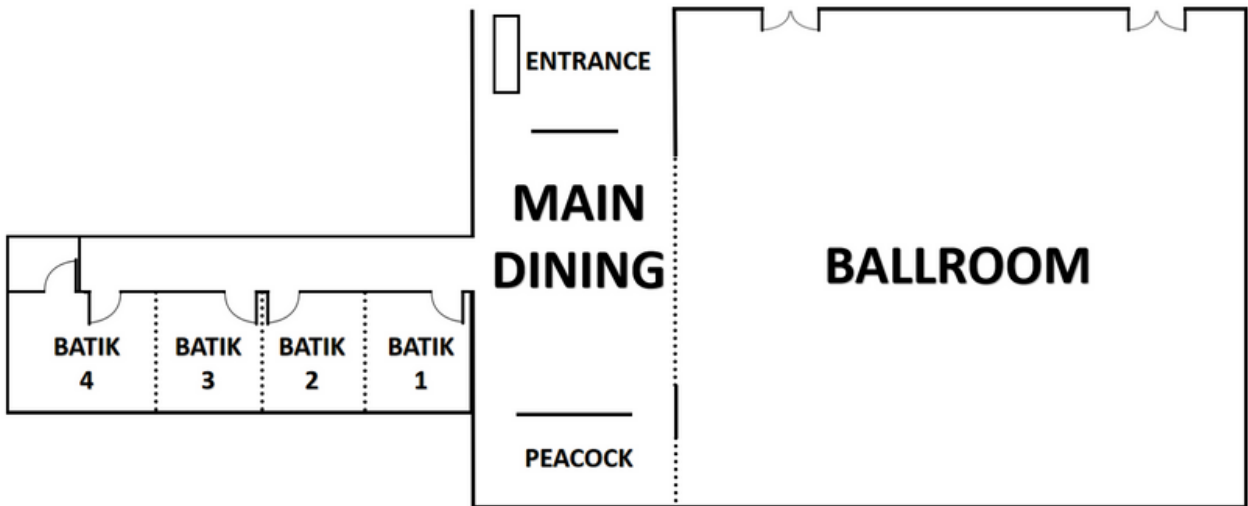 ENTRANCE
MAIN
DINING
BALLROOM
BATIK
4
BATIK
3
BATIK
2
BATIK
1
PEACOCK